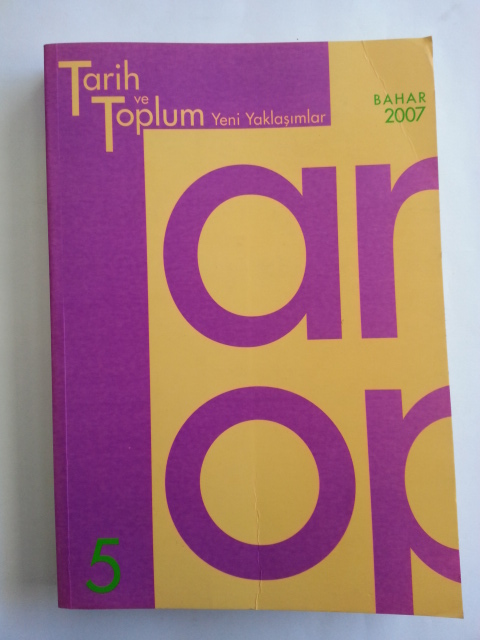 Tarih
ve
Toplum Yeni Yaklaşımlar
BAHAR
2007
ar
op
5